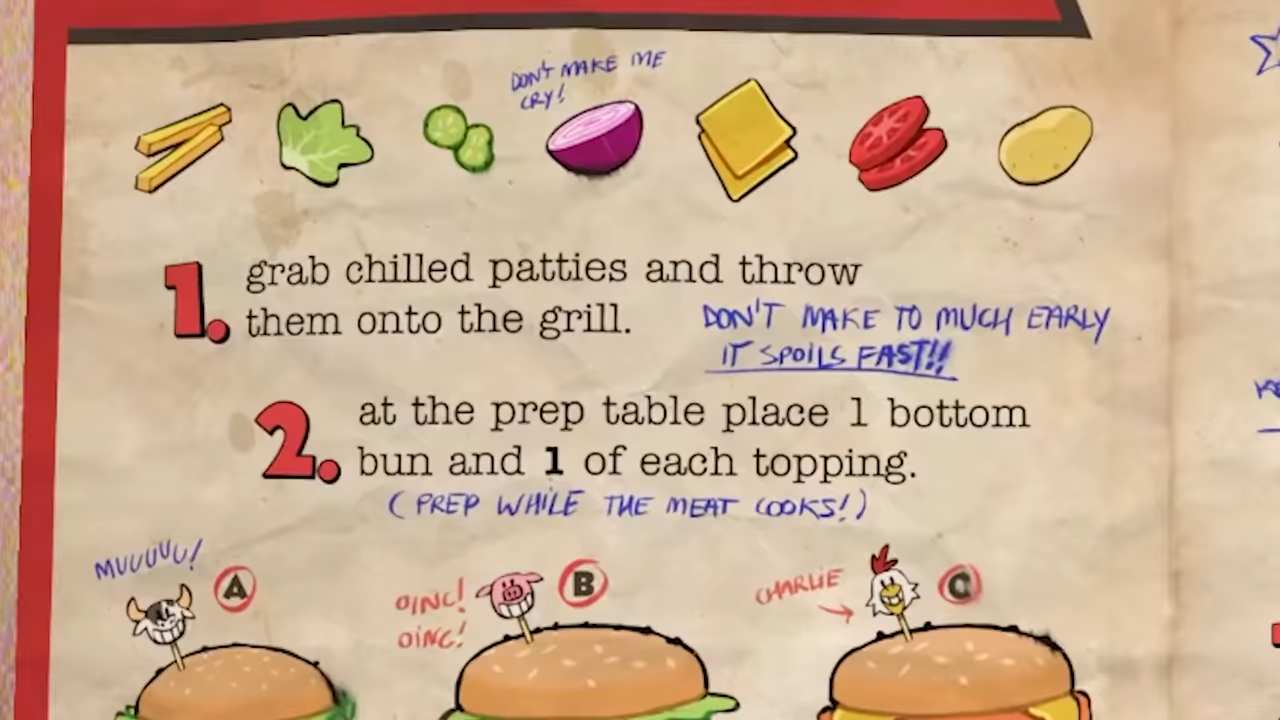 DON'T MAKE ME
CRY!
1. grab chilled patties and throw
them onto the grill.
DON'T MAKE TO MUCH EARLY
IT SPOILS FAST!!
2. at the prep table place 1 bottom
bun and 1 of each topping.
(PREP WHILE THE MEAT COOKS!)
MUUUUU!
A
OINC!
OINC!
B
CHARLIE
C